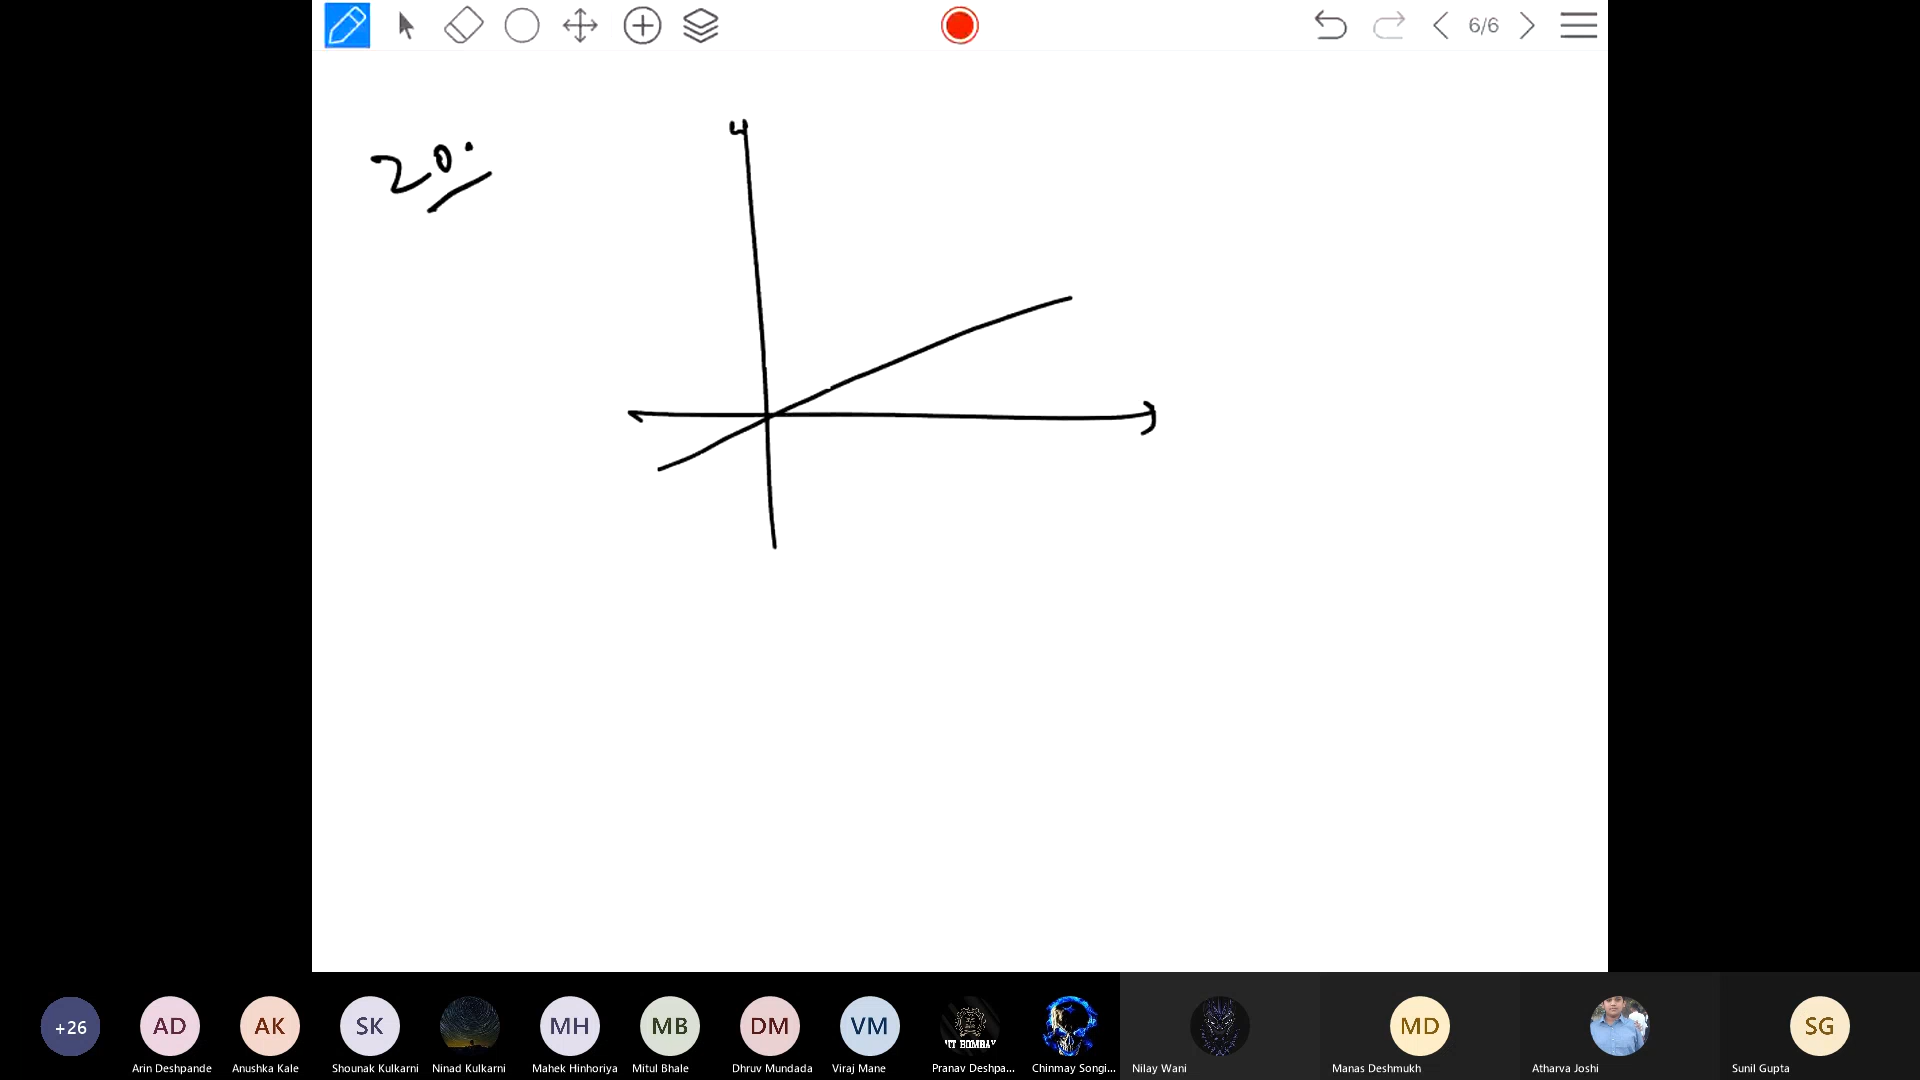 6/6
20.
+26
AD
AK
SK
MH
MB
DM
VM
IIT BOMBAY
MD
SG
Arin Deshpande
Anushka Kale
Shounak Kulkarni
Ninad Kulkarni
Mahek Hinhoriya
Mitul Bhale
Dhruv Mundada
Viraj Mane
Pranav Deshpa...
Chinmay Songi...
Nilay Wani
Manas Deshmukh
Atharva Joshi
Sunil Gupta